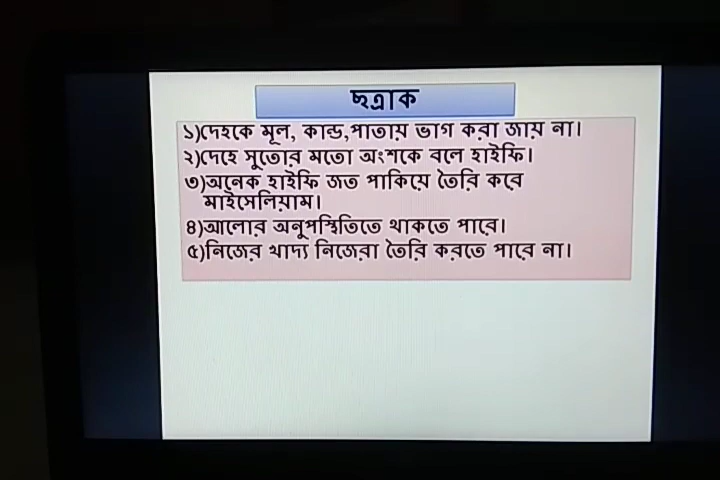 ছত্রাক
১)দেহকে মূল, কান্ড,পাতায় ভাগ করা জায় না।
২)দেহে সুতোর মতো অংশকে বলে হাইফি।
৩)অনেক হাইফি জত পাকিয়ে তৈরি করে
মাইসেলিয়াম।
৪)আলোর অনুপস্থিতিতে থাকতে পারে।
৫)নিজের খাদ্য নিজেরা তৈরি করতে পারে না।